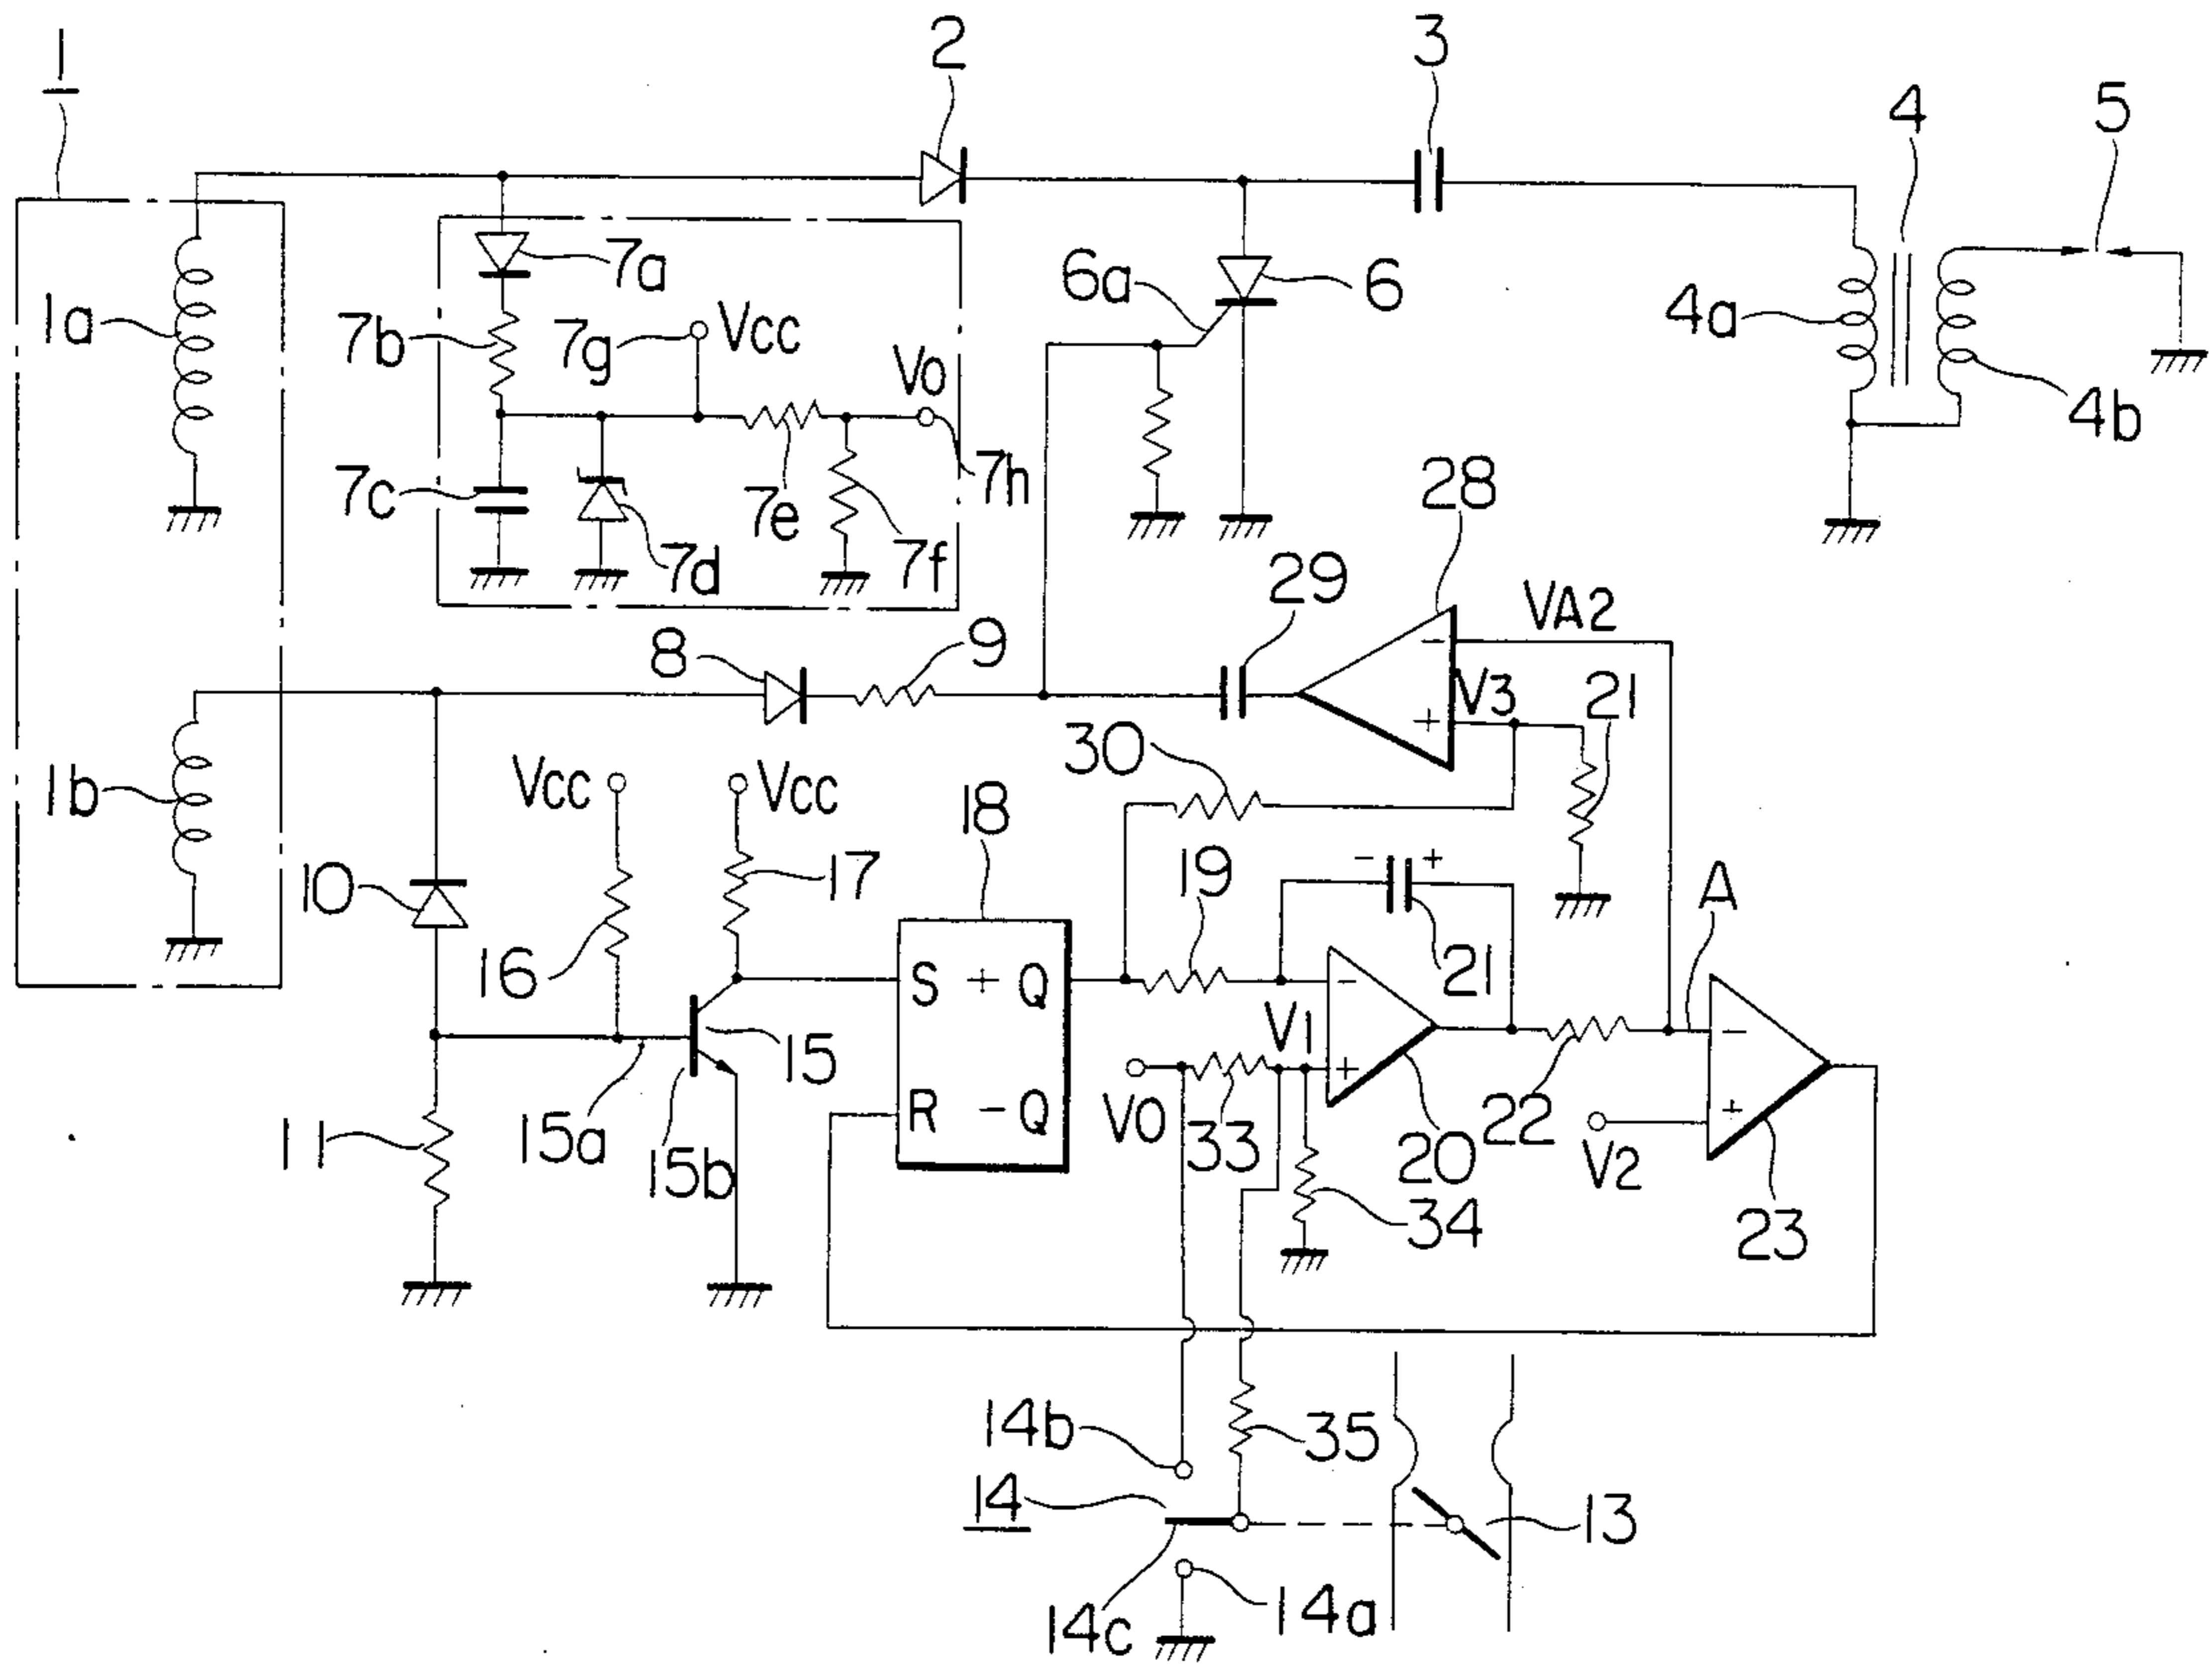 1
2
3
4
5
1a
7a
7b
7g
Vcc
Vo
6a
6
4a
4b
7c
7d
7e
7f
7h
28
29
VA2
8
9
V3
21
30
1b
Vcc
Vcc
18
10
16
17
19
- +
21
A
S + Q
R - Q
15
15a
15b
11
V1
VO
33
34
20
22
V2
23
- +
- +
- +
14b
35
14
14c
14a
13